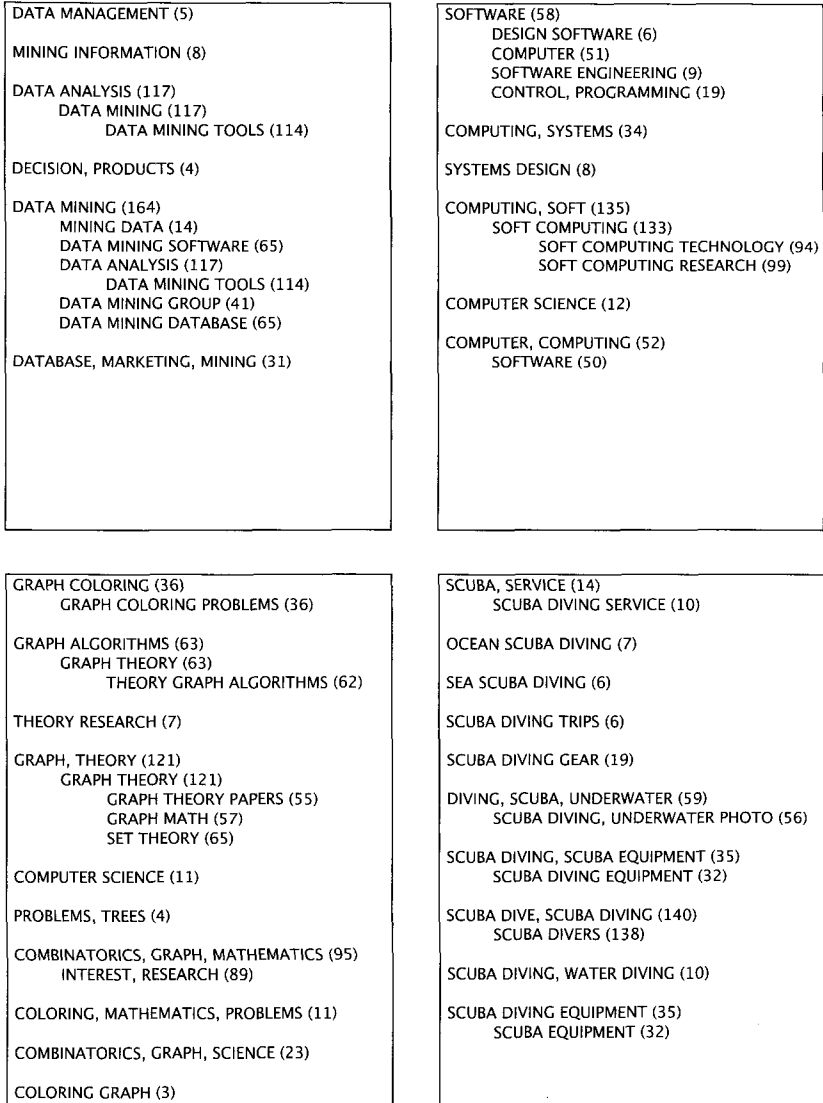 DATA MANAGEMENT (5)
MINING INFORMATION (8)
DATA ANALYSIS (117)
DATA MINING (117)
DATA MINING TOOLS (114)
DECISION, PRODUCTS (4)
DATA MINING (164)
MINING DATA (14)
DATA MINING SOFTWARE (65)
DATA ANALYSIS (117)
DATA MINING TOOLS (114)
DATA MINING GROUP (41)
DATA MINING DATABASE (65)
DATABASE, MARKETING, MINING (31)
SOFTWARE (58)
DESIGN SOFTWARE (6)
COMPUTER (51)
SOFTWARE ENGINEERING (9)
CONTROL, PROGRAMMING (19)
COMPUTING, SYSTEMS (34)
SYSTEMS DESIGN (8)
COMPUTING, SOFT (135)
SOFT COMPUTING (133)
SOFT COMPUTING TECHNOLOGY (94)
SOFT COMPUTING RESEARCH (99)
COMPUTER SCIENCE (12)
COMPUTER, COMPUTING (52)
SOFTWARE (50)
GRAPH COLORING (36)
GRAPH COLORING PROBLEMS (36)
GRAPH ALGORITHMS (63)
GRAPH THEORY (63)
THEORY GRAPH ALGORITHMS (62)
THEORY RESEARCH (7)
GRAPH, THEORY (121)
GRAPH THEORY (121)
GRAPH THEORY PAPERS (55)
GRAPH MATH (57)
SET THEORY (65)
COMPUTER SCIENCE (11)
PROBLEMS, TREES (4)
COMBINATORICS, GRAPH, MATHEMATICS (95)
INTEREST, RESEARCH (89)
COLORING, MATHEMATICS, PROBLEMS (11)
COMBINATORICS, GRAPH, SCIENCE (23)
COLORING GRAPH (3)
SCUBA, SERVICE (14)
SCUBA DIVING SERVICE (10)
OCEAN SCUBA DIVING (7)
SEA SCUBA DIVING (6)
SCUBA DIVING TRIPS (6)
SCUBA DIVING GEAR (19)
DIVING, SCUBA, UNDERWATER (59)
SCUBA DIVING, UNDERWATER PHOTO (56)
SCUBA DIVING, SCUBA EQUIPMENT (35)
SCUBA DIVING EQUIPMENT (32)
SCUBA DIVE, SCUBA DIVING (140)
SCUBA DIVERS (138)
SCUBA DIVING, WATER DIVING (10)
SCUBA DIVING EQUIPMENT (35)
SCUBA EQUIPMENT (32)